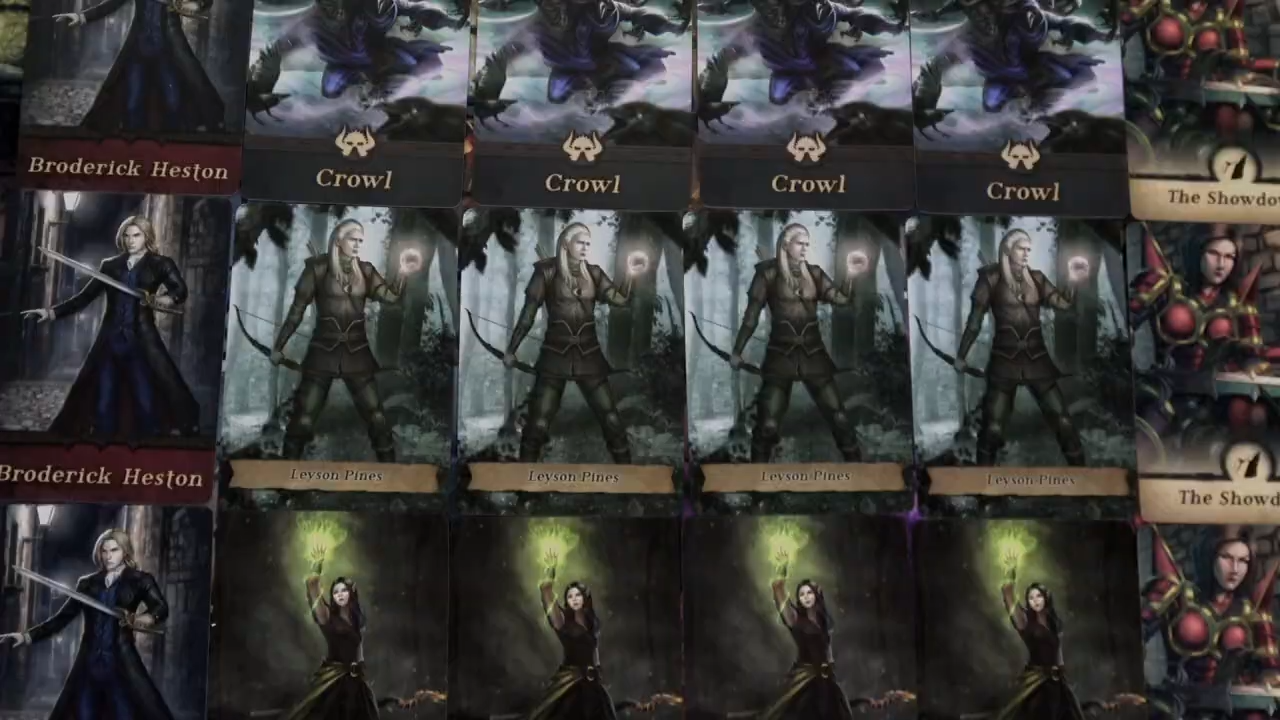 Broderick Heston
Crowl
Crowl
Crowl
Crowl
The Showdo
Broderick Heston
Leyson Pines
Leyson Pines
Leyson Pines
Leyson Pines
The Showd